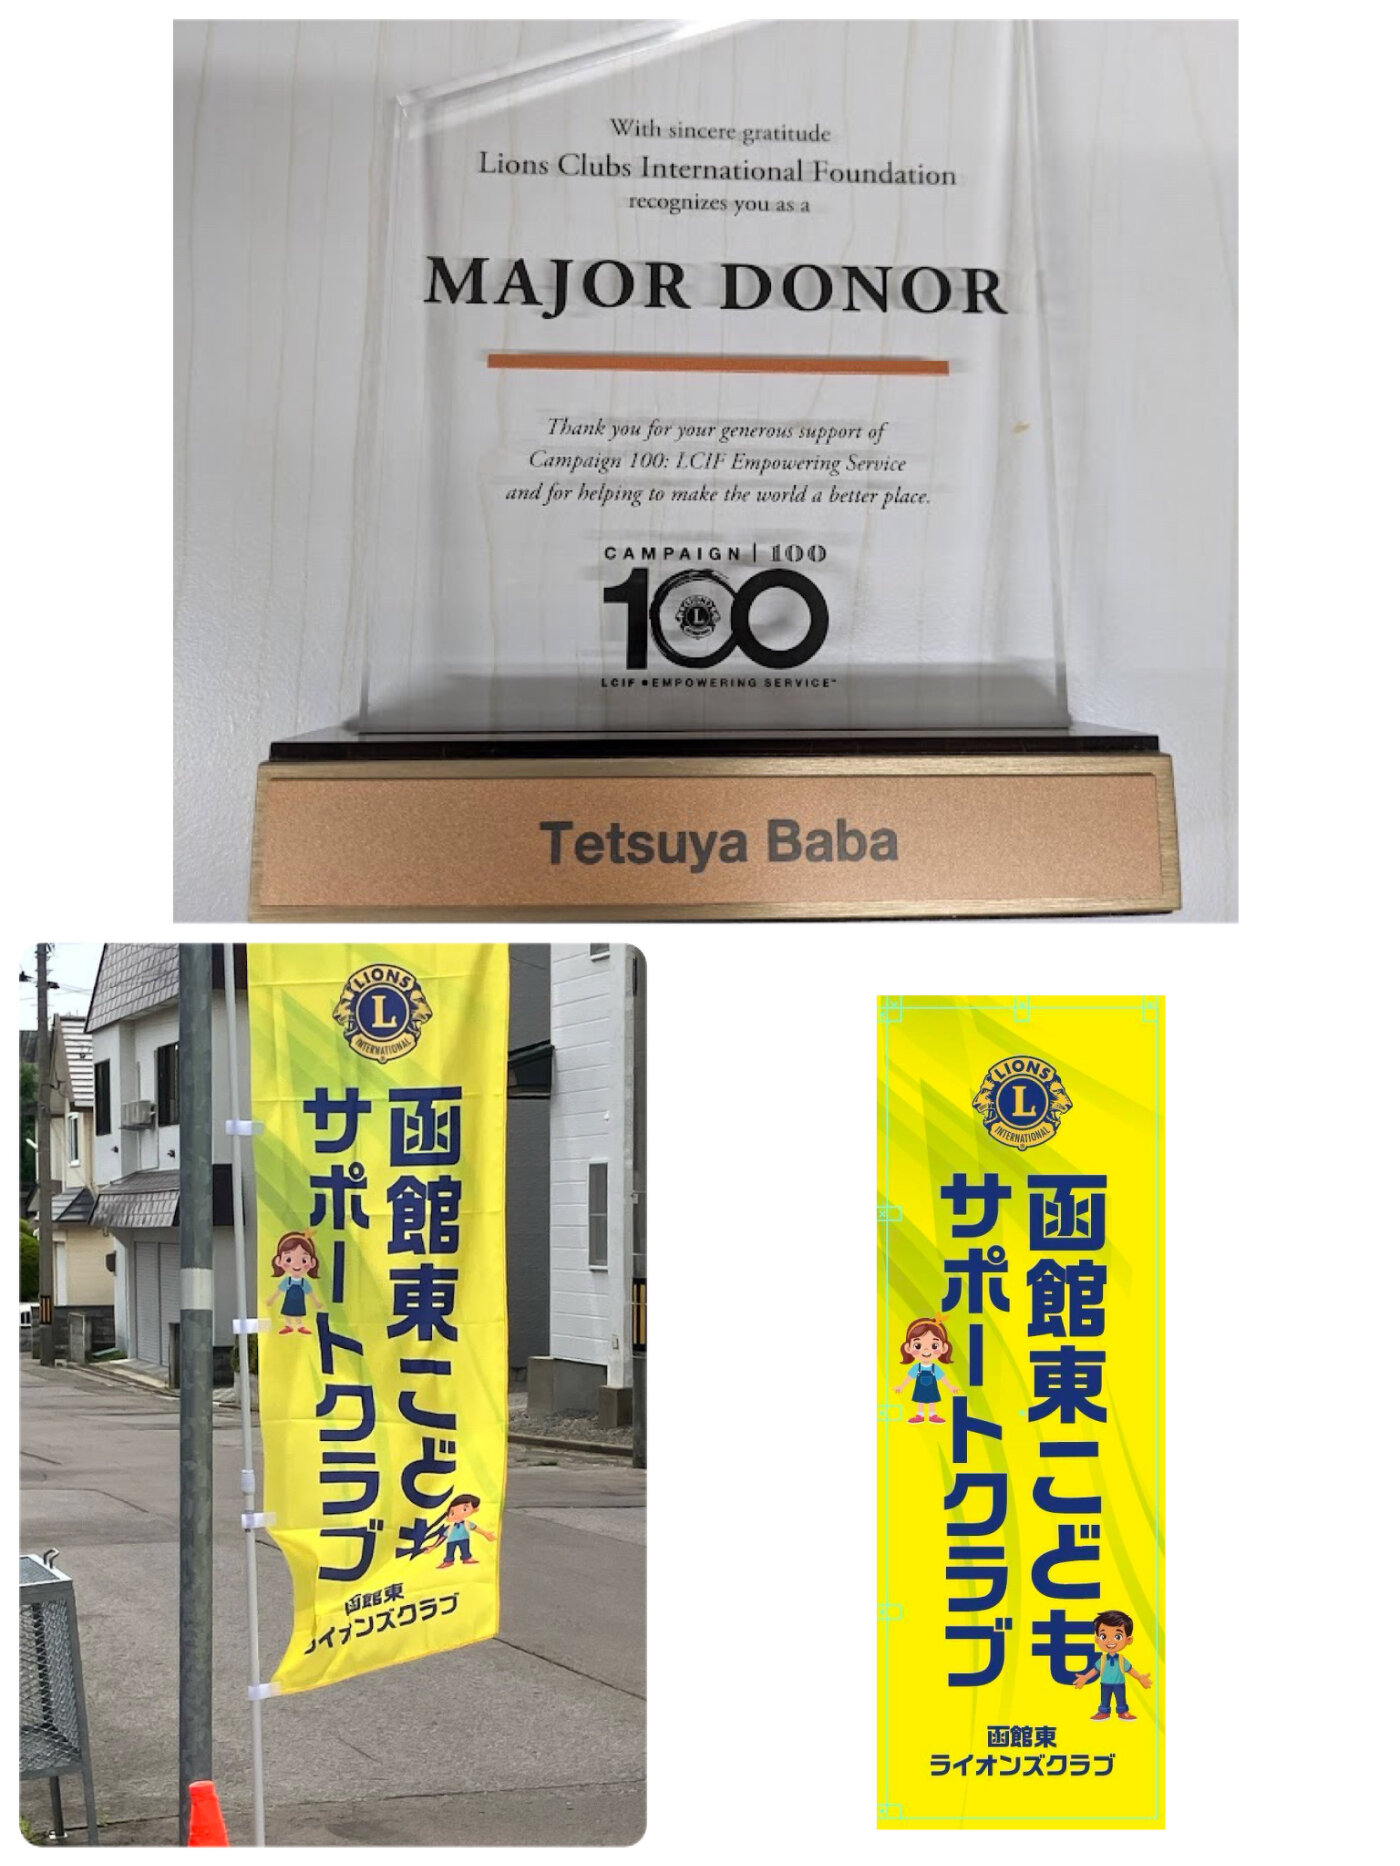 With sincere gratitude
Lions Clubs International Foundation
recognizes you as a
MAJOR DONOR
Thank you for your generous support of
Campaign 100: LCIF Empowering Service
and for helping to make the world a better place.
CAMPAIGN | 100
100
L
LCIF • EMPOWERING SERVICE™
Tetsuya Baba
LIONS
L
INTERNATIONAL
®
函館東こども
サポートクラブ
函館東
ライオンズクラブ
LIONS
L
INTERNATIONAL
®
函館東こども
サポートクラブ
函館東
ライオンズクラブ